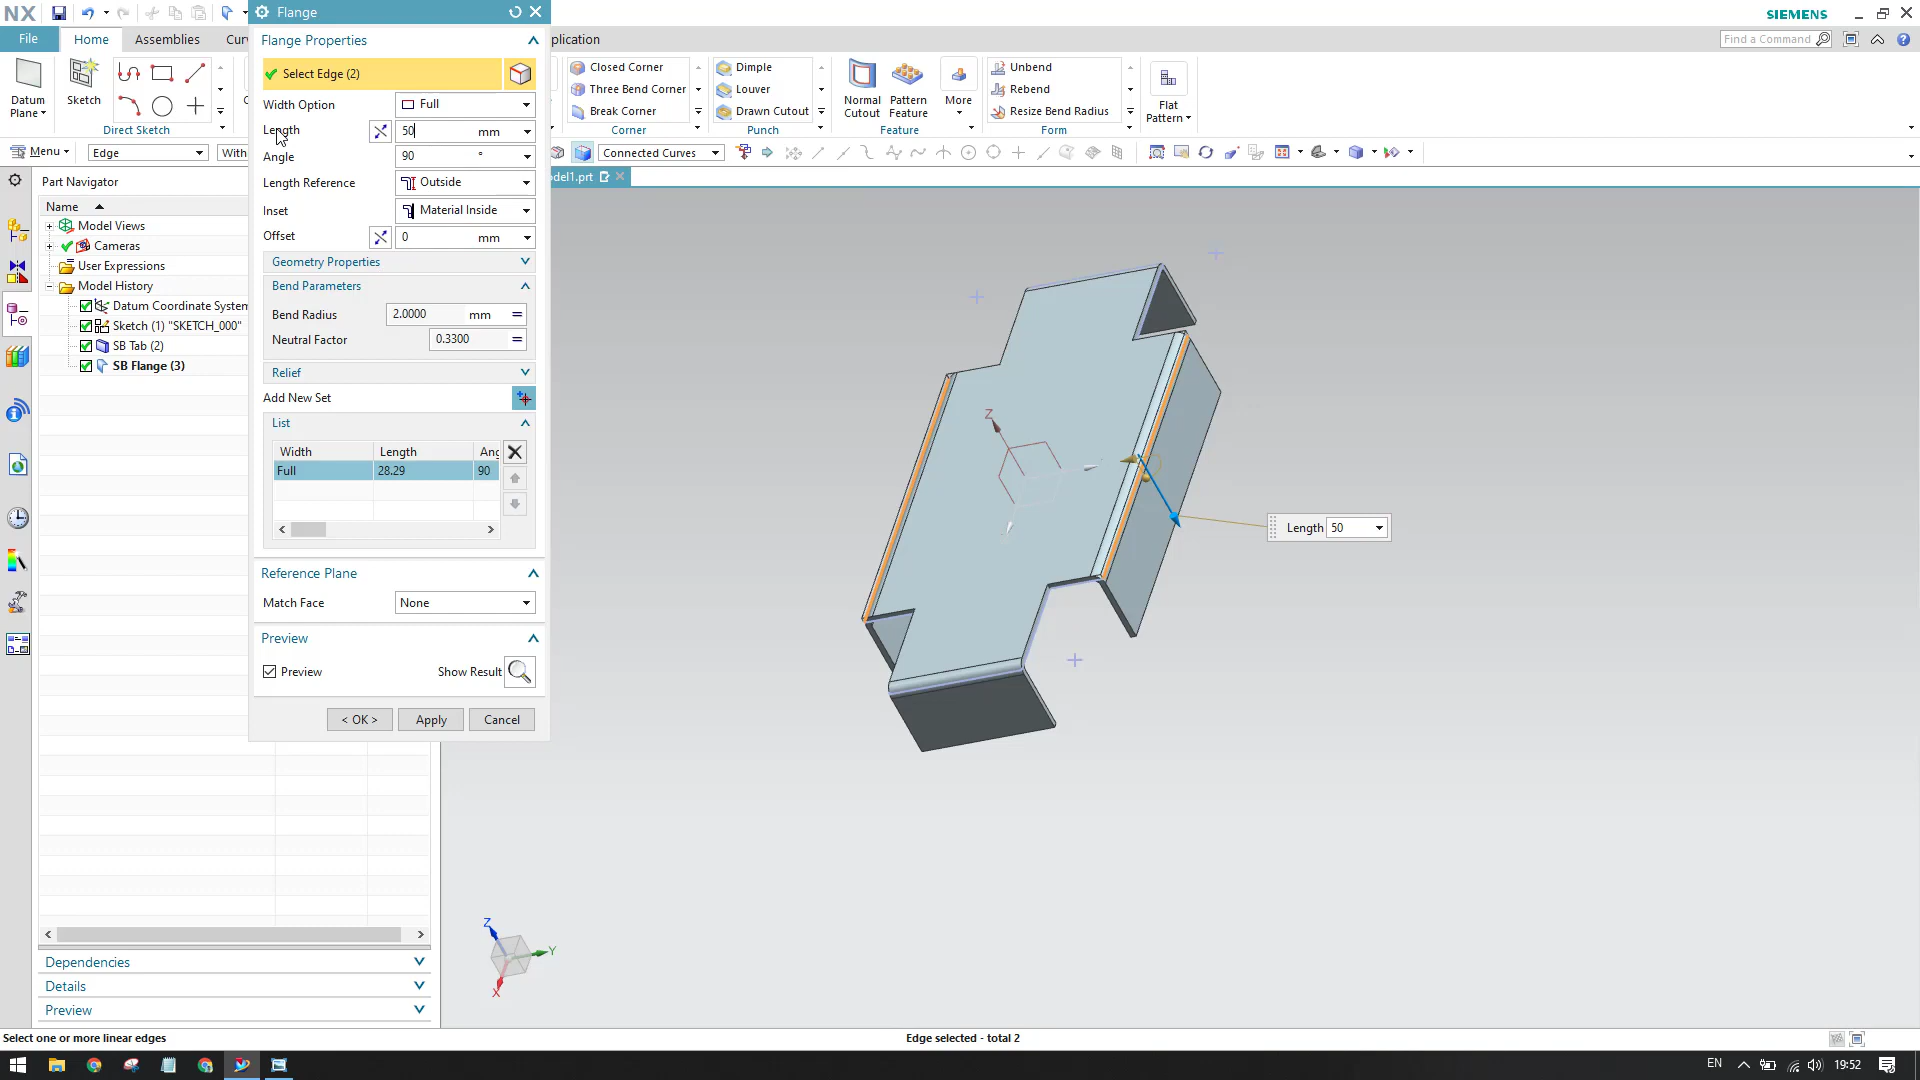 NX
Flange
SIEMENS
File
Home
Assemblies
Cur
plication
Find a Command
Datum
Plane
Sketch
Direct Sketch
Closed Corner
Three Bend Corner
Break Corner
Corner
Dimple
Louver
Drawn Cutout
Punch
Normal
Cutout
Pattern
Feature
More
Feature
Unbend
Rebend
Resize Bend Radius
Form
Flat
Pattern
Menu
Edge
With
Connected Curves
odel1.prt
Flange Properties
Select Edge (2)
Width Option
Full
Length
50
mm
Angle
90
°
Length Reference
Outside
Inset
Material Inside
Offset
0
mm
Geometry Properties
Bend Parameters
Bend Radius
2.0000
mm
=
Neutral Factor
0.3300
=
Relief
Add New Set
List
Width
Length
Ang
Full
28.29
90
Reference Plane
Match Face
None
Preview
Preview
Show Result
< OK >
Apply
Cancel
Part Navigator
Name
Model Views
Cameras
User Expressions
Model History
Datum Coordinate System
Sketch (1) "SKETCH_000"
SB Tab (2)
SB Flange (3)
Dependencies
Details
Preview
Z
Length
50
Z
Y
X
Select one or more linear edges
Edge selected - total 2
EN
19:52